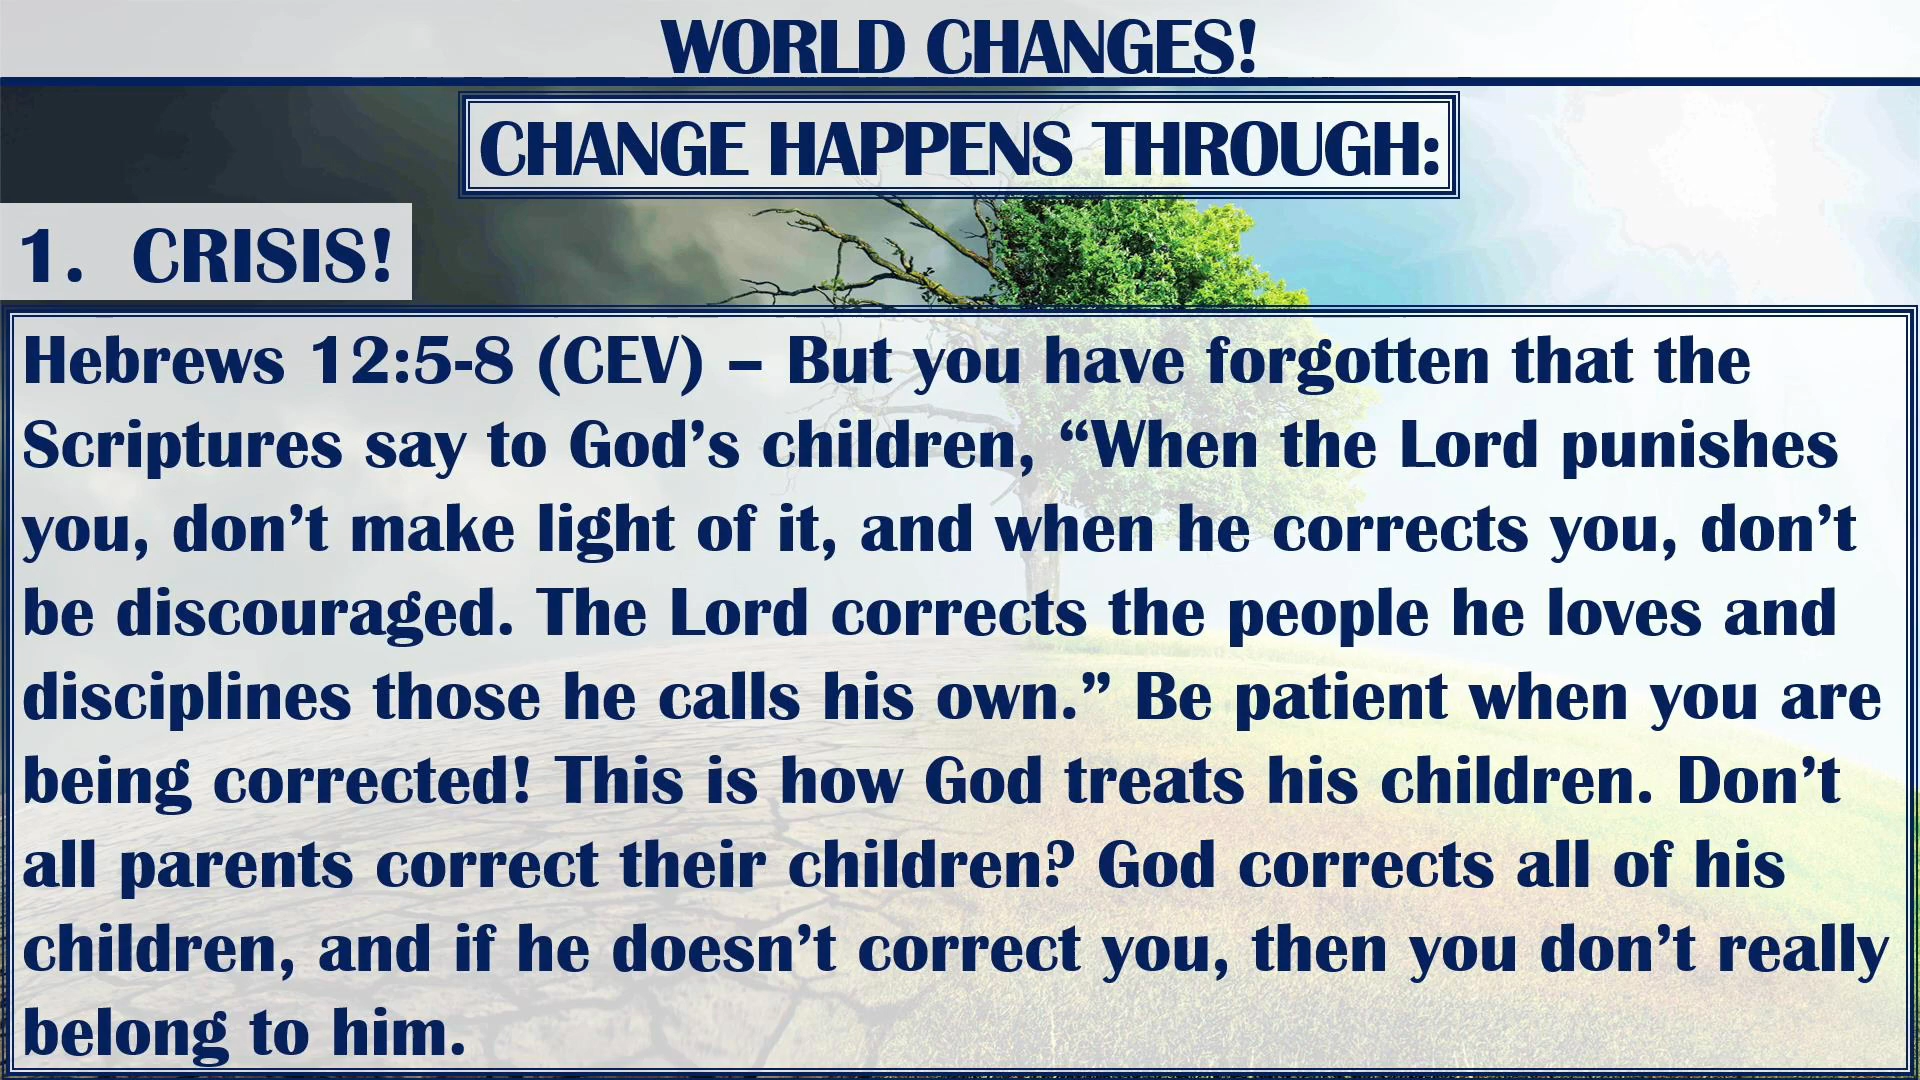 WORLD CHANGES!
CHANGE HAPPENS THROUGH:
1. CRISIS!
Hebrews 12:5-8 (CEV) – But you have forgotten that the
Scriptures say to God’s children, “When the Lord punishes
you, don’t make light of it, and when he corrects you, don’t
be discouraged. The Lord corrects the people he loves and
disciplines those he calls his own.” Be patient when you are
being corrected! This is how God treats his children. Don’t
all parents correct their children? God corrects all of his
children, and if he doesn’t correct you, then you don’t really
belong to him.